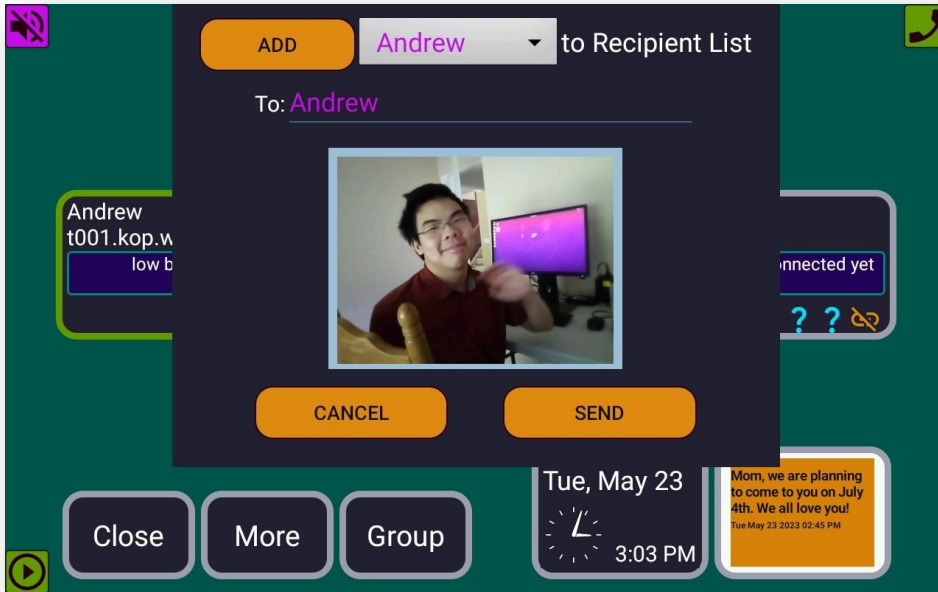 ADD
Andrew
to Recipient List
To: Andrew
Andrew
t001.kop.w
low b
nnected yet
? ?
CANCEL
SEND
Close
More
Group
Tue, May 23
3:03 PM
Mom, we are planning
to come to you on July
4th. We all love you!
Tue May 23 2023 02:45 PM